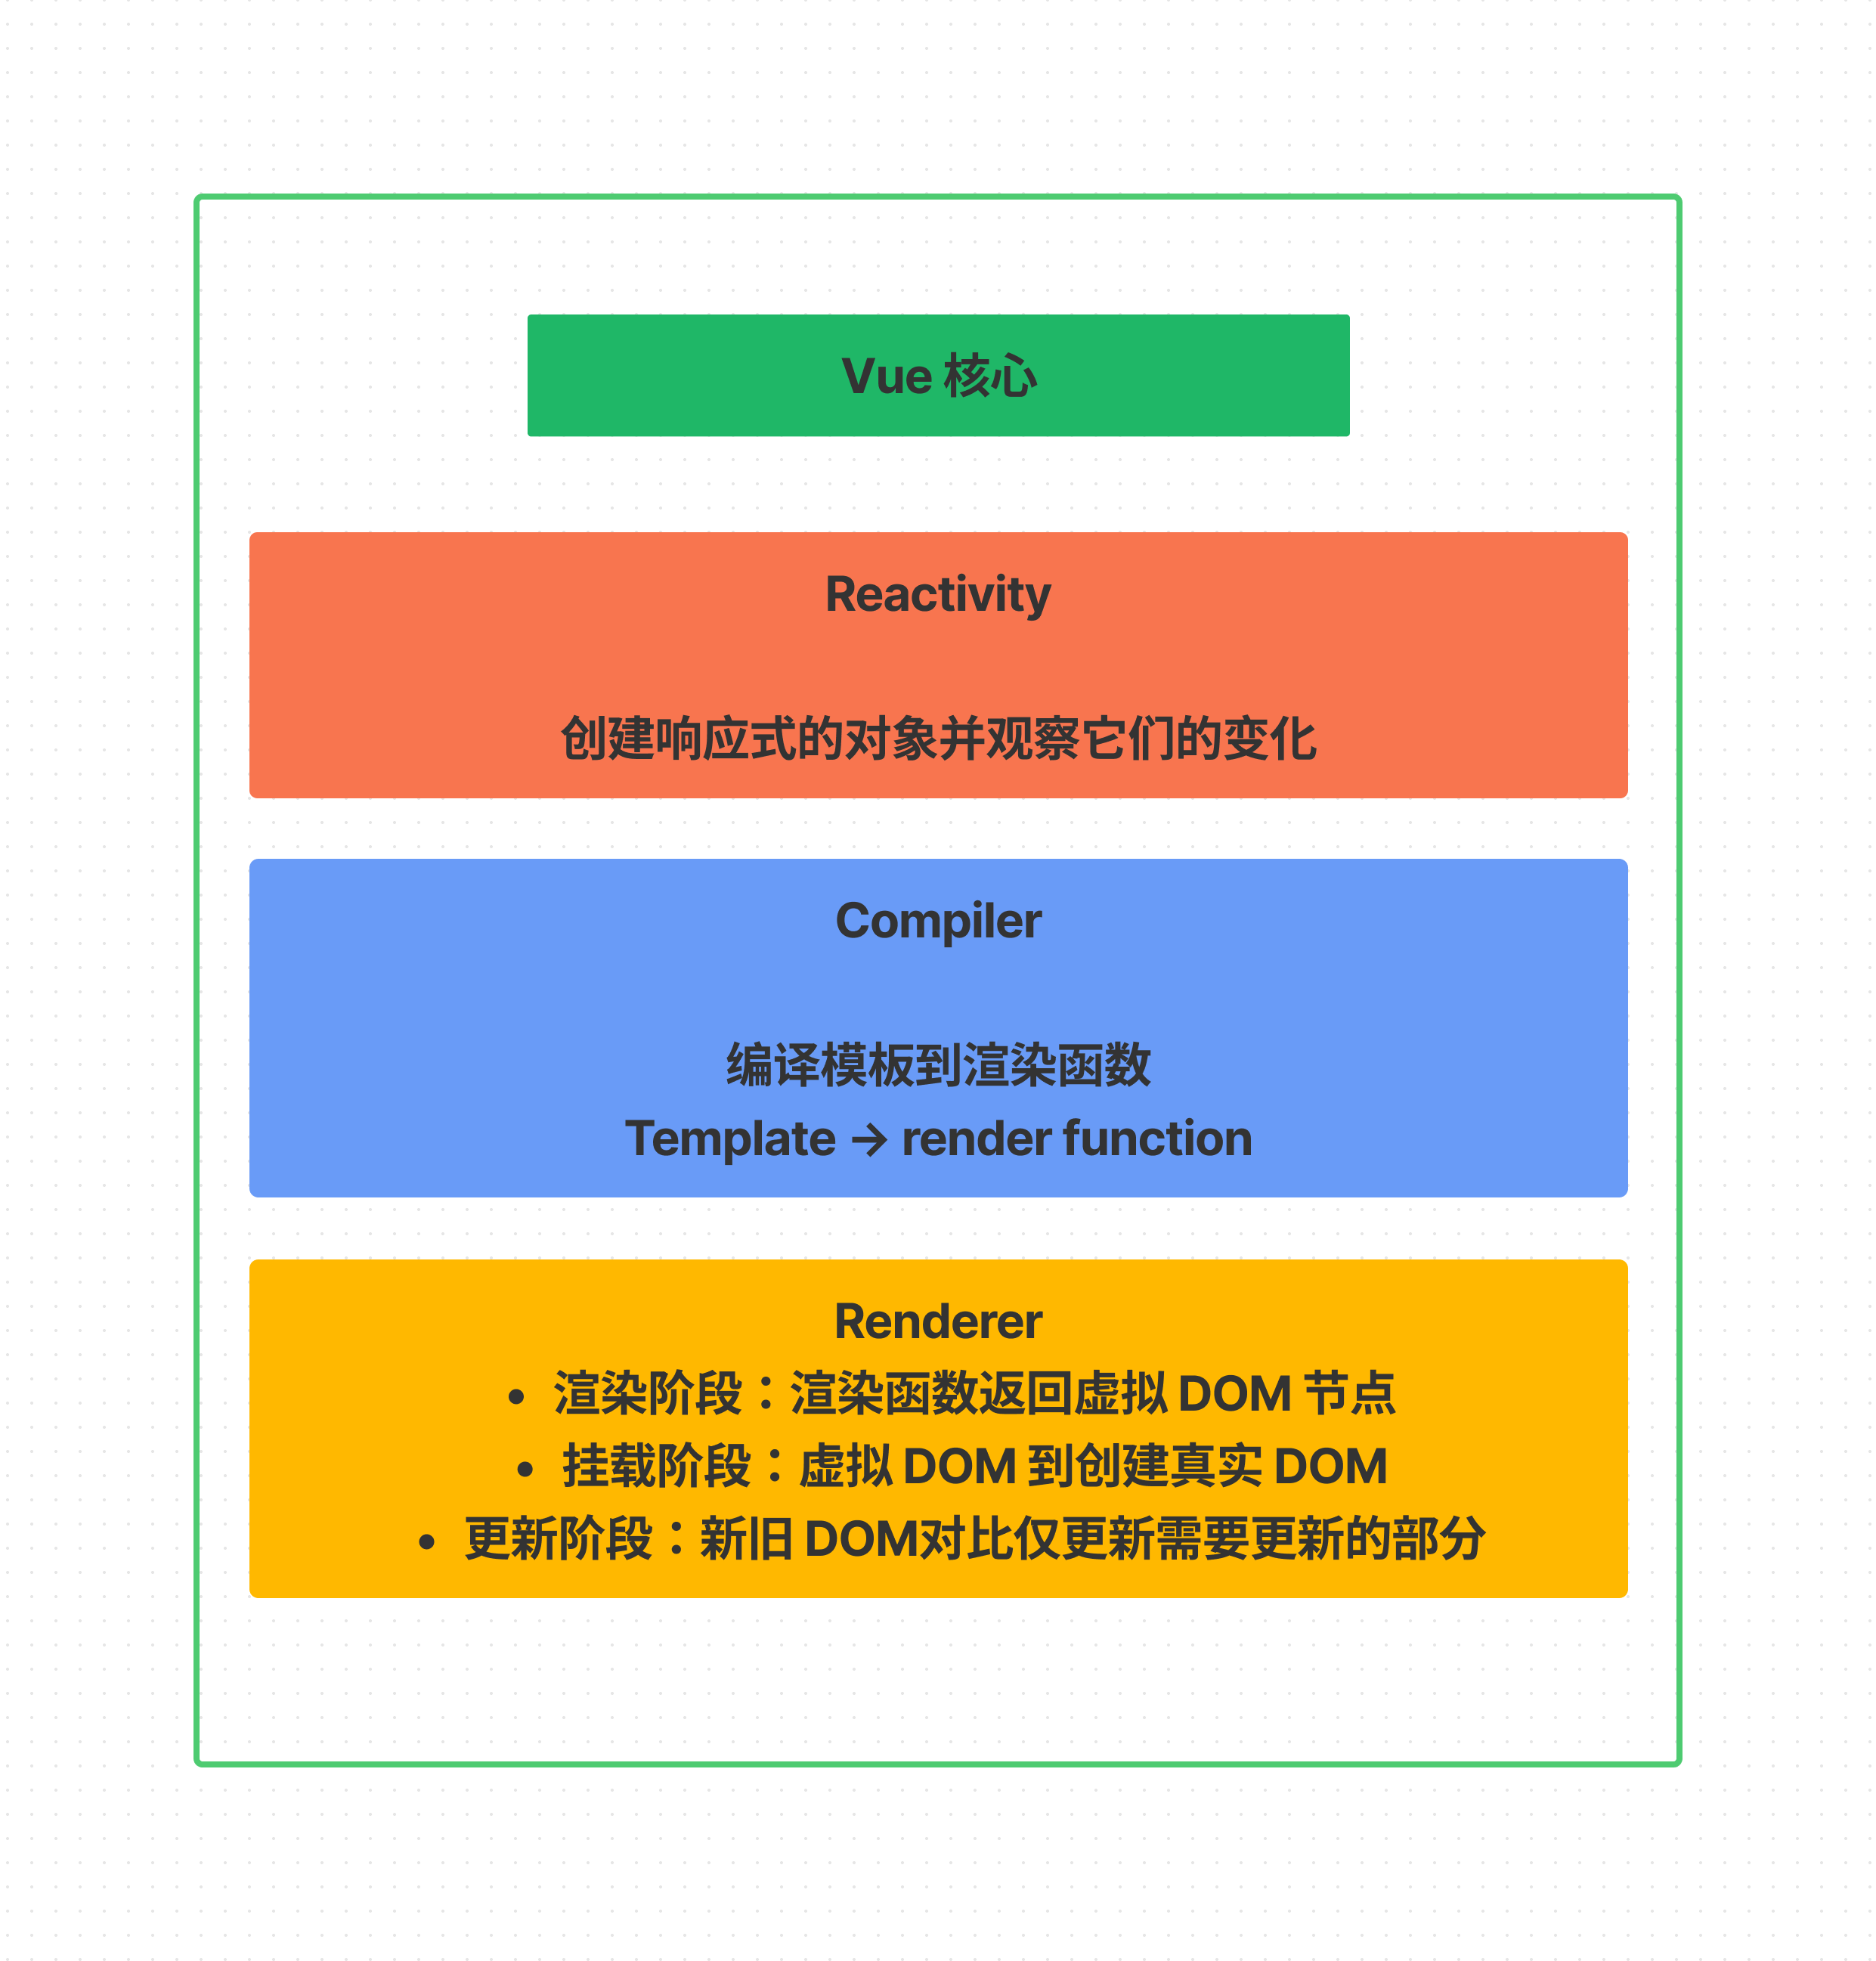 Vue 核心
Reactivity
创建响应式的对象并观察它们的变化
Compiler
编译模板到渲染函数
Template → render function
Renderer
• 渲染阶段：渲染函数返回虚拟 DOM 节点
• 挂载阶段：虚拟 DOM 到创建真实 DOM
• 更新阶段：新旧 DOM对比仅更新需要更新的部分